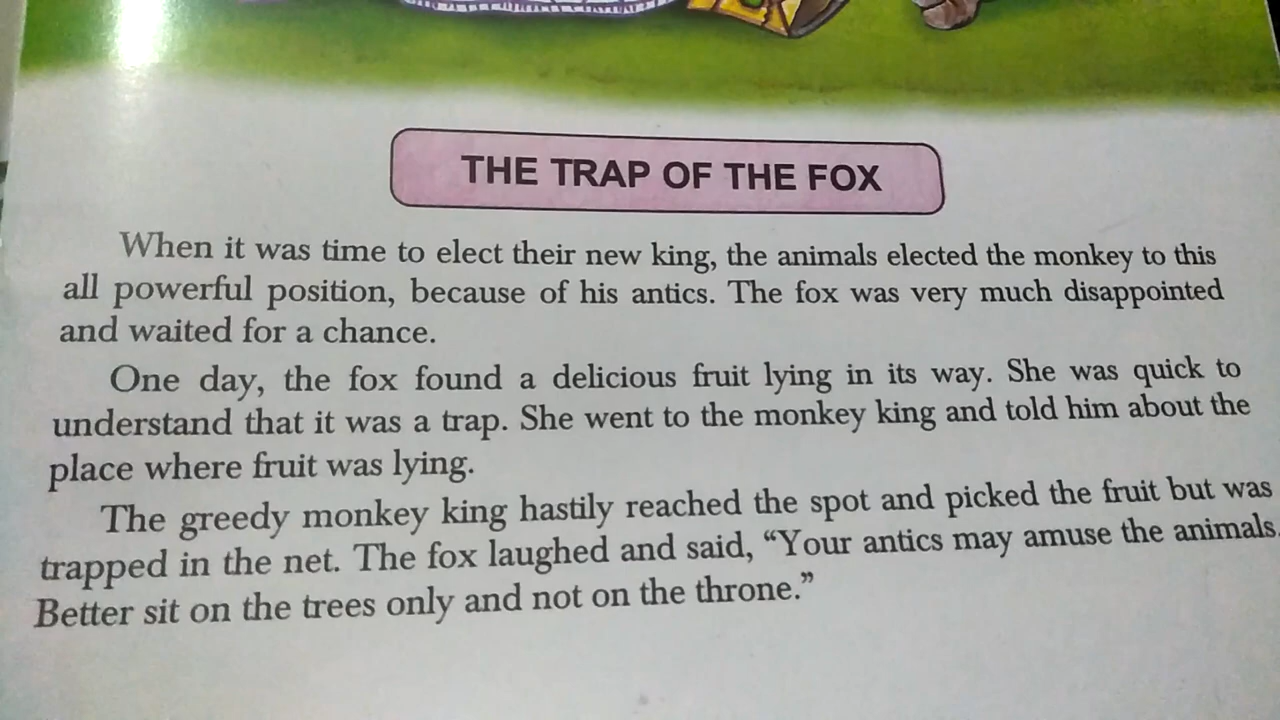 THE TRAP OF THE FOX
When it was time to elect their new king, the animals elected the monkey to this
all powerful position, because of his antics. The fox was very much disappointed
and waited for a chance.
One day, the fox found a delicious fruit lying in its way. She was quick to
understand that it was a trap. She went to the monkey king and told him about the
place where fruit was lying.
The greedy monkey king hastily reached the spot and picked the fruit but was
trapped in the net. The fox laughed and said, “Your antics may amuse the animals.
Better sit on the trees only and not on the throne.”